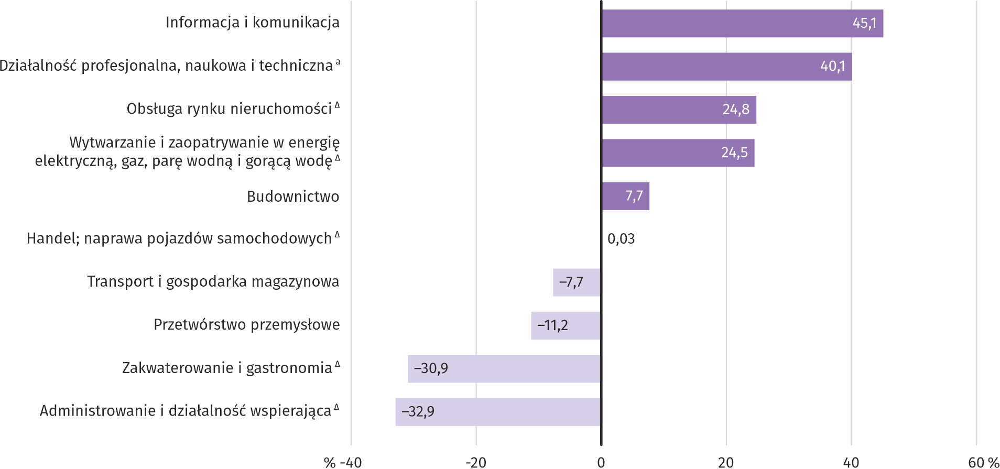 Informacja i komunikacja 45,1
Działalność profesjonalna, naukowa i techniczna ª 40,1
Obsługa rynku nieruchomości Δ 24,8
Wytwarzanie i zaopatrywanie w energię
elektryczną, gaz, parę wodną i gorącą wodę Δ 24,5
Budownictwo 7,7
Handel; naprawa pojazdów samochodowych Δ 0,03
Transport i gospodarka magazynowa –7,7
Przetwórstwo przemysłowe –11,2
Zakwaterowanie i gastronomia Δ –30,9
Administrowanie i działalność wspierająca Δ –32,9
% -40 -20 0 20 40 60 %